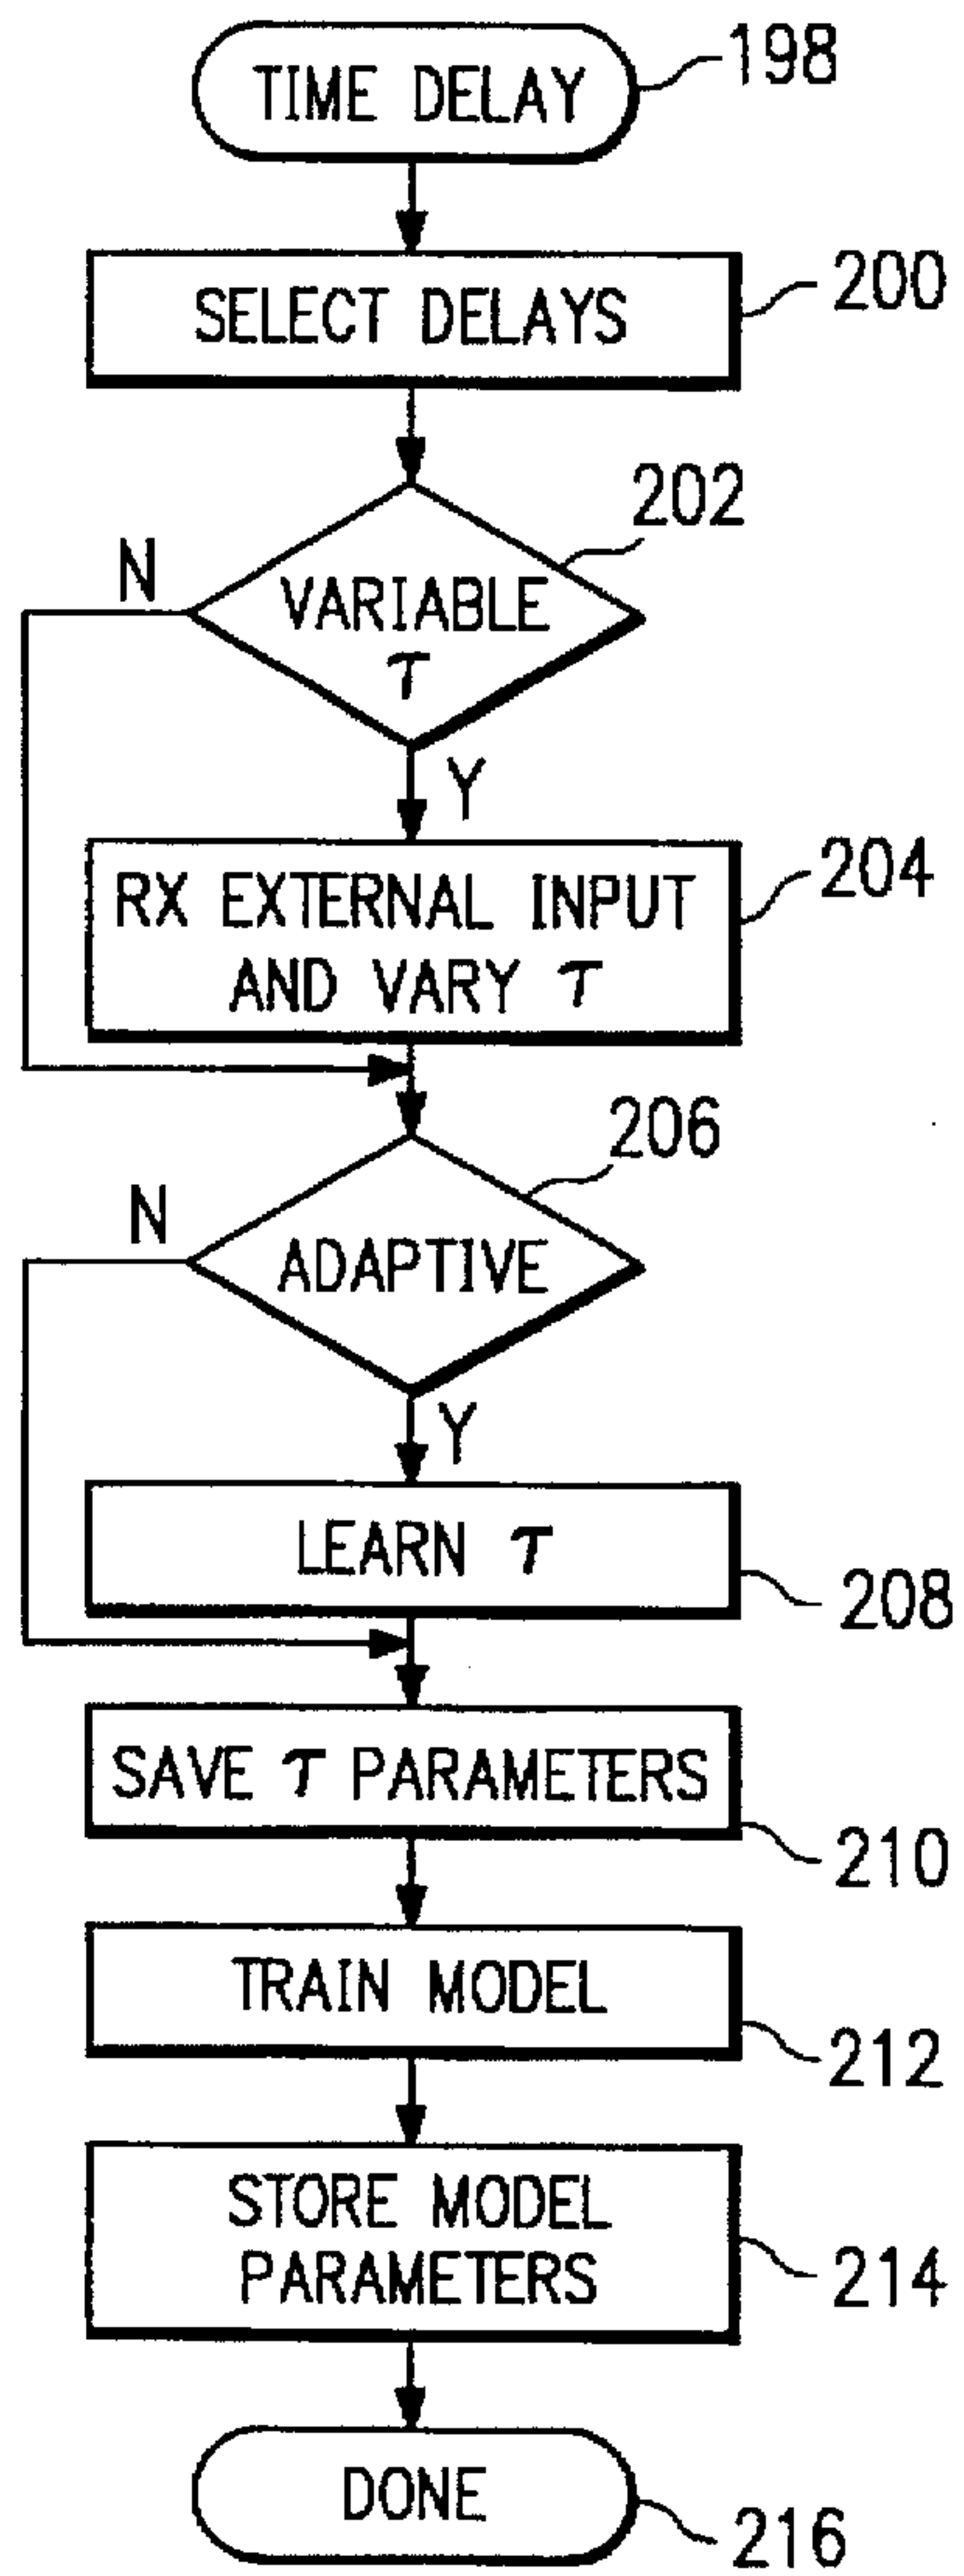 TIME DELAY
198
SELECT DELAYS
200
202
N
VARIABLE
τ
Y
RX EXTERNAL INPUT
AND VARY τ
204
206
N
ADAPTIVE
Y
LEARN τ
208
SAVE τ PARAMETERS
210
TRAIN MODEL
212
STORE MODEL
PARAMETERS
214
DONE
216